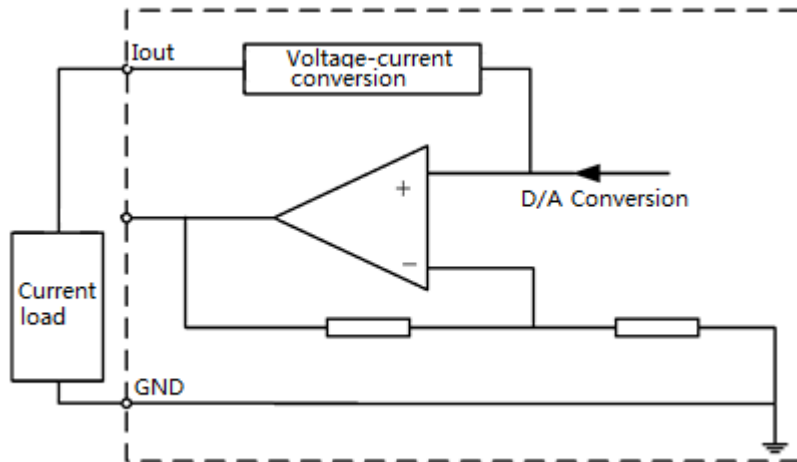 Iout
Voltage-current
conversion
+
D/A Conversion
−
Current
load
GND